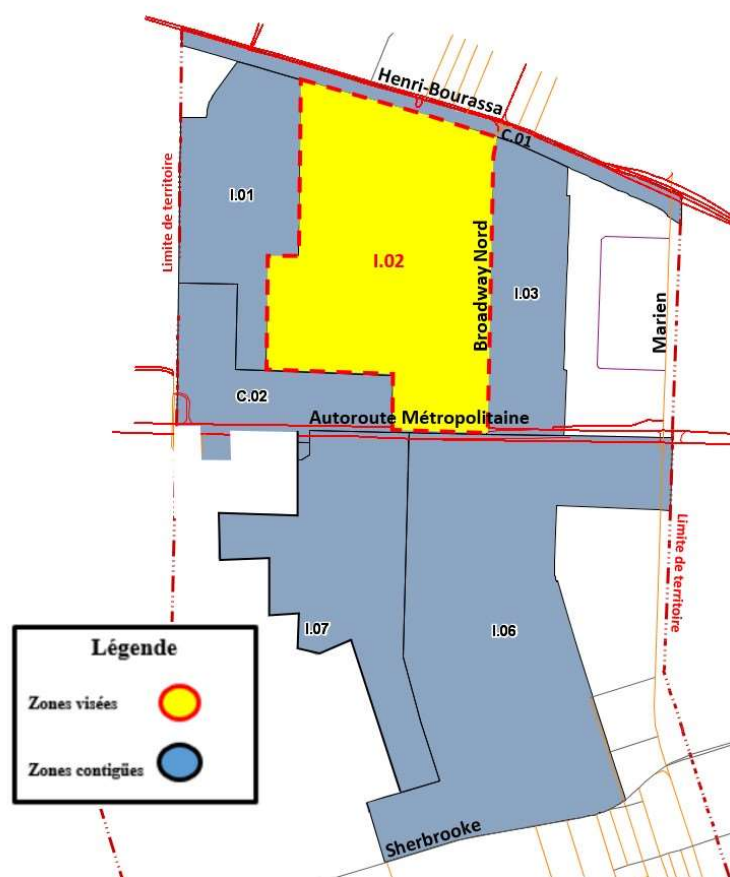 Henri-Bourassa
C.01
Limite de territoire
I.01
I.02
Broadway Nord
I.03
Marien
C.02
Autoroute Métropolitaine
Limite de territoire
I.07
I.06
Légende
Zones visées
Zones contigües
Sherbrooke